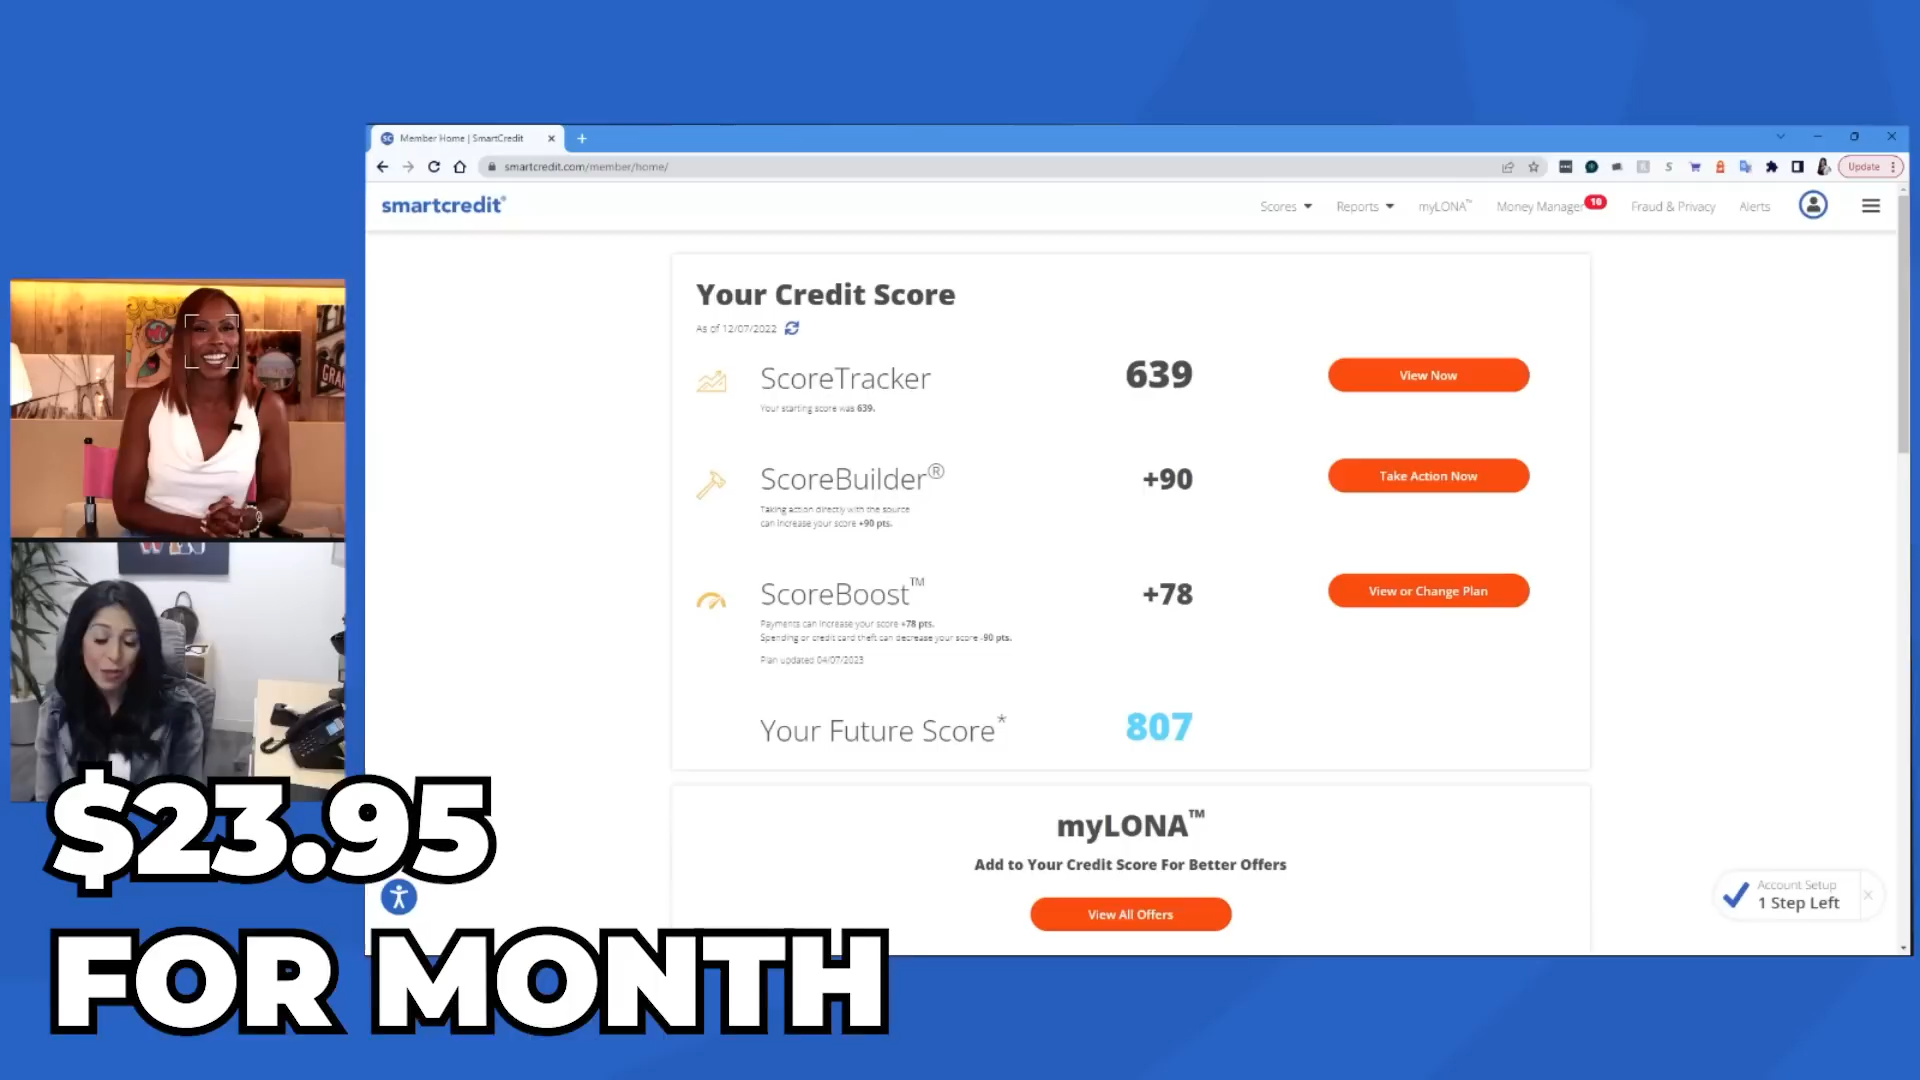 Member Home | SmartCredit
smartcredit.com/member/home/
Update
smartcredit®
Scores
Reports
myLONA™
Money Manager
10
Fraud & Privacy
Alerts
Your Credit Score
As of 12/07/2022
ScoreTracker
639
View Now
Your starting score was 639.
ScoreBuilder®
+90
Take Action Now
Taking action directly with the source
can increase your score +90 pts.
ScoreBoost™
+78
View or Change Plan
Payments can increase your score +78 pts.
Spending or credit card theft can decrease your score -90 pts.
Plan updated 04/07/2023
Your Future Score*
807
myLONA™
Add to Your Credit Score For Better Offers
View All Offers
Account Setup
1 Step Left
GRA
$23.95
FOR MONTH